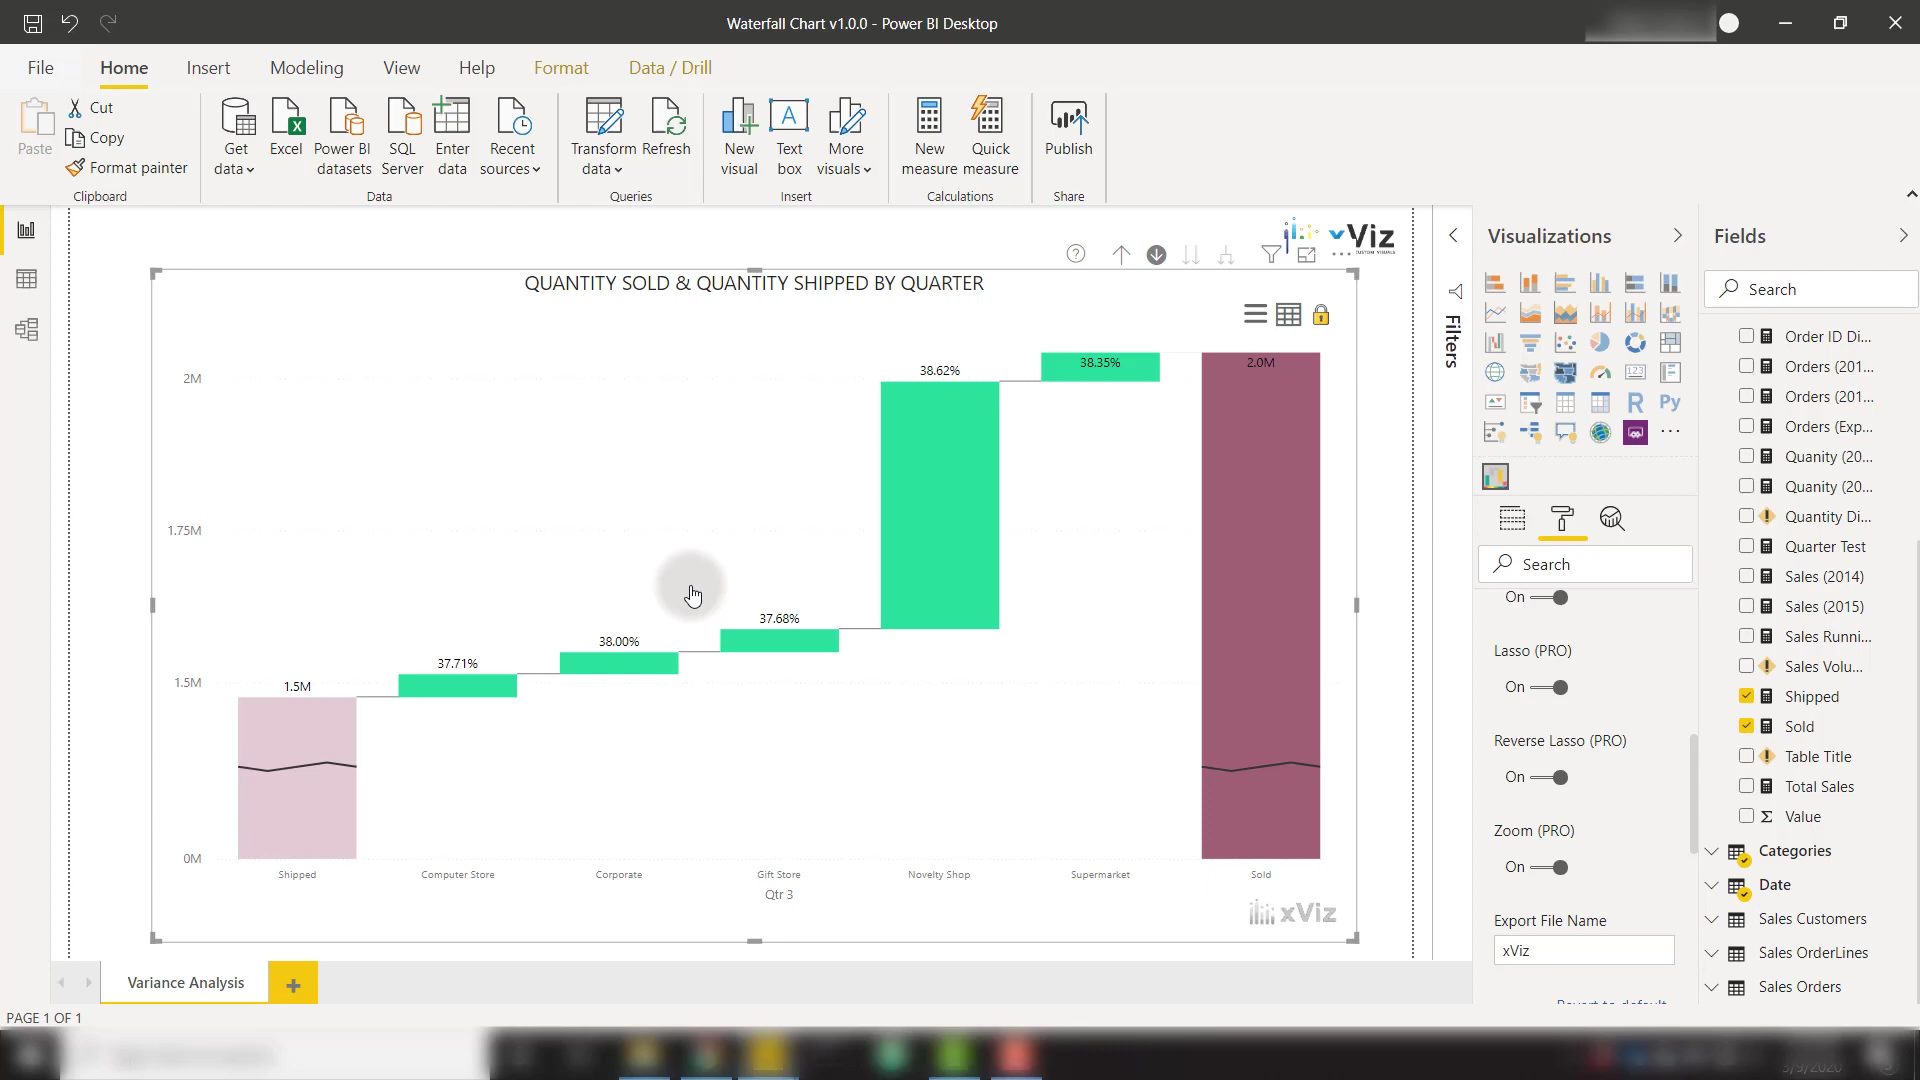 Waterfall Chart v1.0.0 - Power BI Desktop
File Home Insert Modeling View Help Format Data / Drill
Paste
Cut
Copy
Format painter
Clipboard
Get data
Excel
Power BI datasets
SQL Server
Enter data
Recent sources
Data
Transform data
Refresh
Queries
New visual
Text box
A
More visuals
Insert
New measure
Quick measure
Calculations
Publish
Share
xViz
CUSTOM VISUALS
QUANTITY SOLD & QUANTITY SHIPPED BY QUARTER
2M
1.75M
1.5M
0M
1.5M
37.71%
38.00%
37.68%
38.62%
38.35%
2.0M
Shipped
Computer Store
Corporate
Gift Store
Novelty Shop
Supermarket
Sold
Qtr 3
xViz
Variance Analysis
PAGE 1 OF 1
Filters
Visualizations
123
R
Py
Search
On
Lasso (PRO)
On
Reverse Lasso (PRO)
On
Zoom (PRO)
On
Export File Name
xViz
Revert to default
Fields
Search
Order ID Di...
Orders (201...
Orders (201...
Orders (Exp...
Quanity (20...
Quanity (20...
Quantity Di...
Quarter Test
Sales (2014)
Sales (2015)
Sales Runni...
Sales Volu...
Shipped
Sold
Table Title
Total Sales
Value
Categories
Date
Sales Customers
Sales OrderLines
Sales Orders